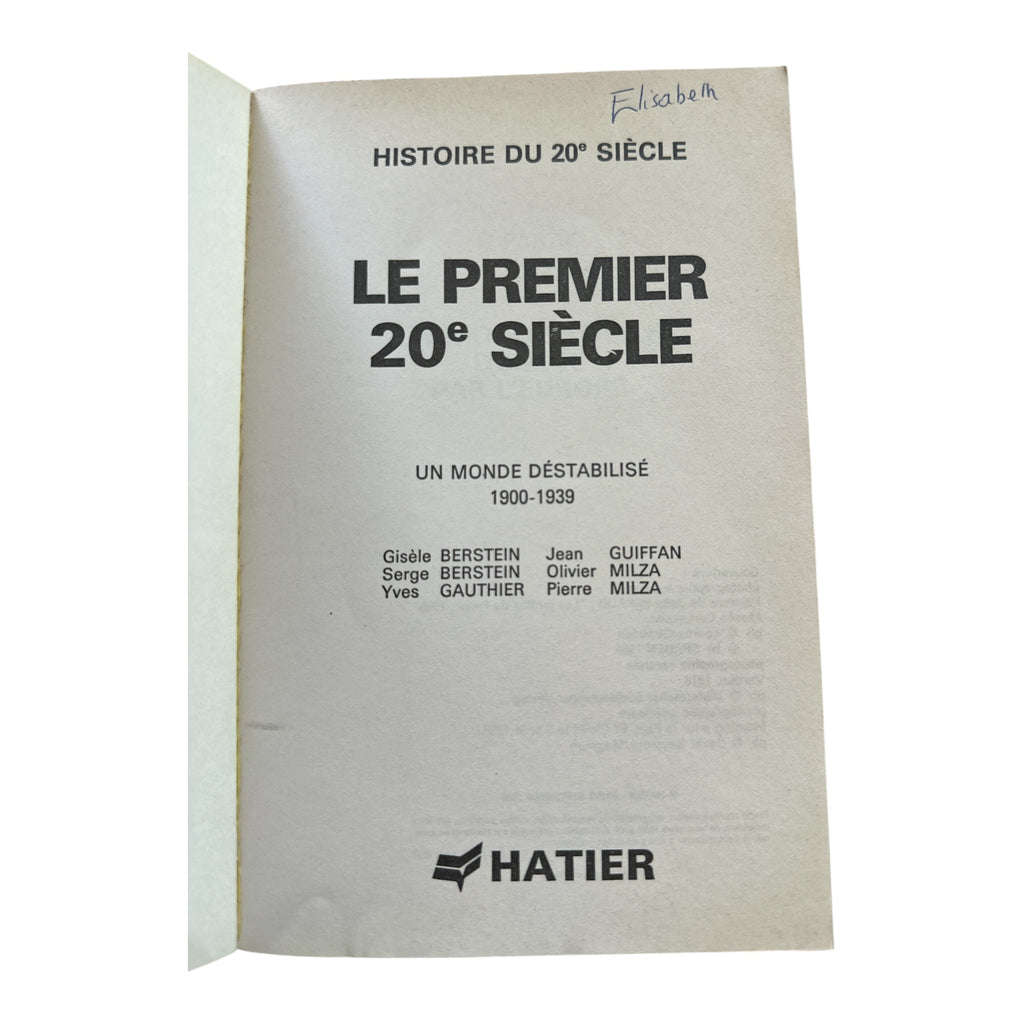 Elisabeth
HISTOIRE DU 20e SIÈCLE
LE PREMIER
20e SIÈCLE
UN MONDE DÉSTABILISÉ
1900-1939
Gisèle BERSTEIN Jean GUIFFAN
Serge BERSTEIN Olivier MILZA
Yves GAUTHIER Pierre MILZA
HATIER